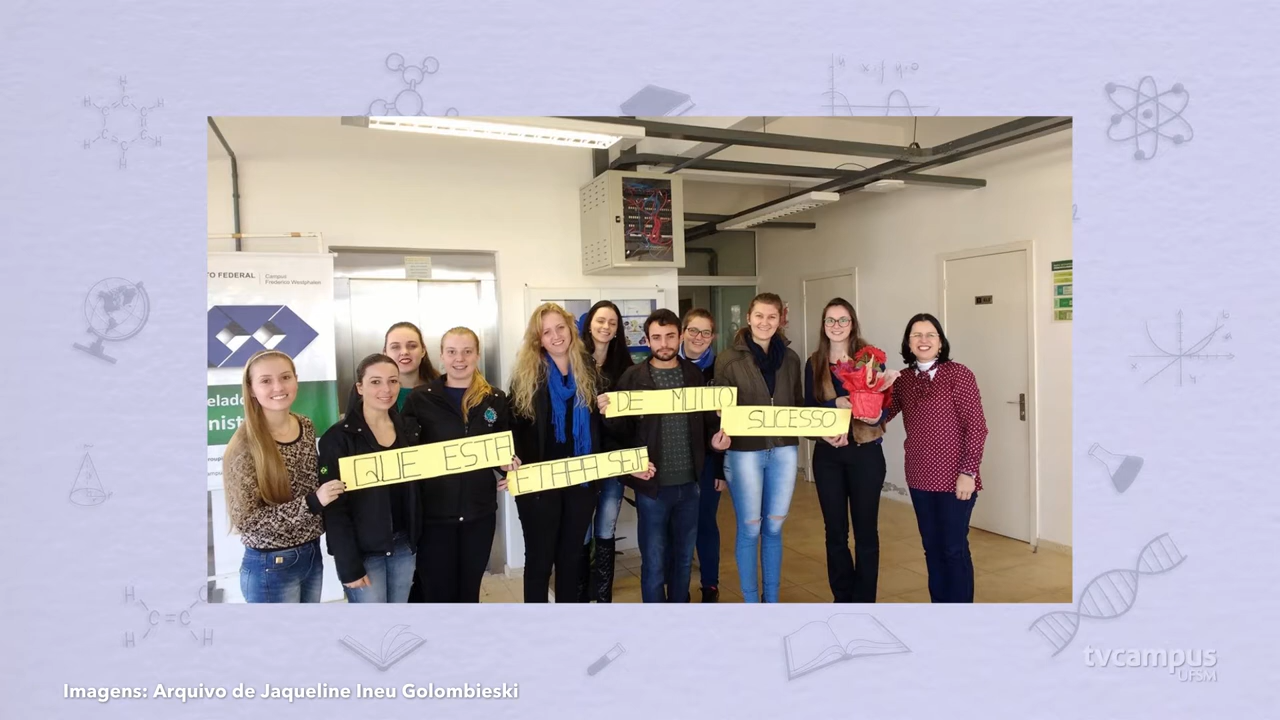 TO FEDERAL
Campus
Frederico Westphalen
QUE ESTA
ETAPA SEJA
DE MUITO
SUCESSO
Imagens: Arquivo de Jaqueline Ineu Golombieski
tvcampus
UFSM